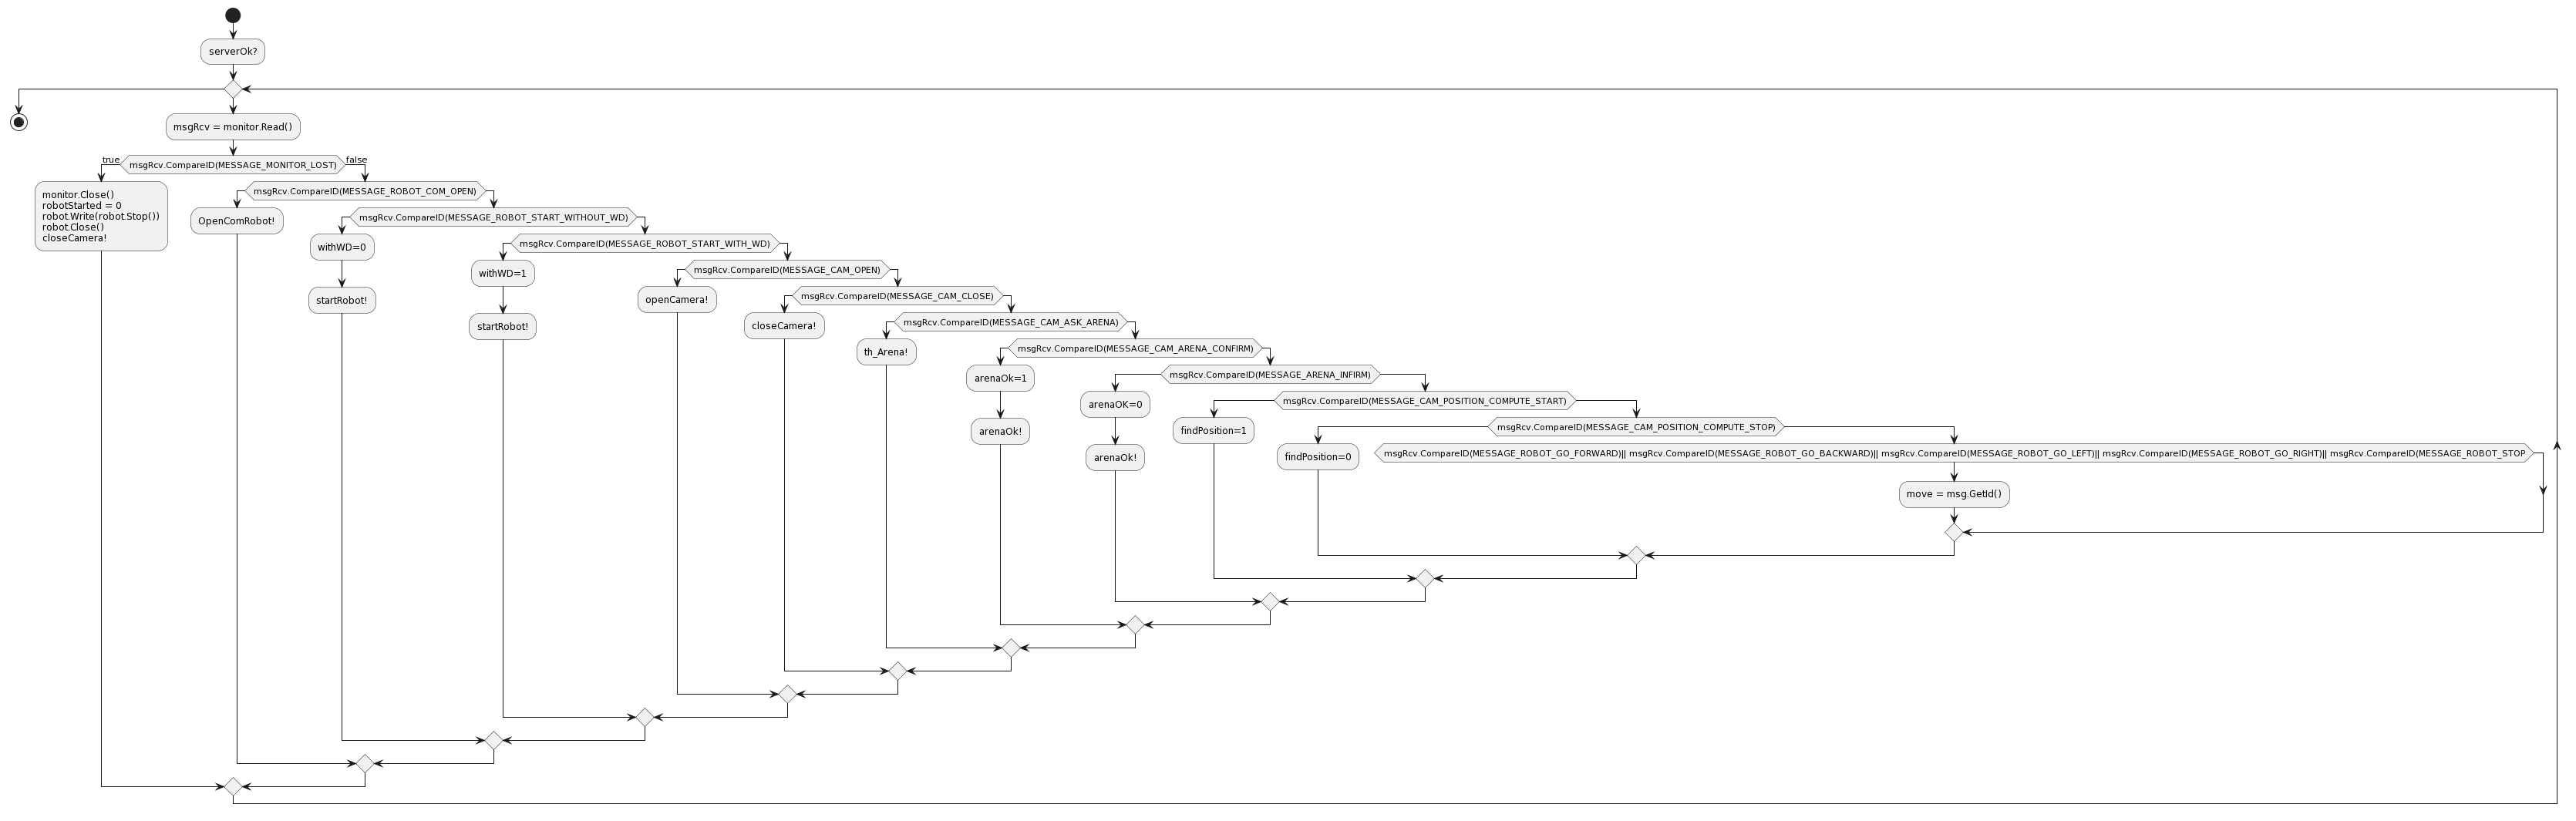 serverOk?
msgRcv = monitor.Read()
true
msgRcv.CompareID(MESSAGE_MONITOR_LOST)
false
monitor.Close()
robotStarted = 0
robot.Write(robot.Stop())
robot.Close()
closeCamera!
msgRcv.CompareID(MESSAGE_ROBOT_COM_OPEN)
OpenComRobot!
msgRcv.CompareID(MESSAGE_ROBOT_START_WITHOUT_WD)
withWD=0
startRobot!
msgRcv.CompareID(MESSAGE_ROBOT_START_WITH_WD)
withWD=1
startRobot!
msgRcv.CompareID(MESSAGE_CAM_OPEN)
openCamera!
msgRcv.CompareID(MESSAGE_CAM_CLOSE)
closeCamera!
msgRcv.CompareID(MESSAGE_CAM_ASK_ARENA)
th_Arena!
msgRcv.CompareID(MESSAGE_CAM_ARENA_CONFIRM)
arenaOk=1
arenaOk!
msgRcv.CompareID(MESSAGE_ARENA_INFIRM)
arenaOK=0
arenaOk!
msgRcv.CompareID(MESSAGE_CAM_POSITION_COMPUTE_START)
findPosition=1
msgRcv.CompareID(MESSAGE_CAM_POSITION_COMPUTE_STOP)
findPosition=0
msgRcv.CompareID(MESSAGE_ROBOT_GO_FORWARD)|| msgRcv.CompareID(MESSAGE_ROBOT_GO_BACKWARD)|| msgRcv.CompareID(MESSAGE_ROBOT_GO_LEFT)|| msgRcv.CompareID(MESSAGE_ROBOT_GO_RIGHT)|| msgRcv.CompareID(MESSAGE_ROBOT_STOP
move = msg.GetId()